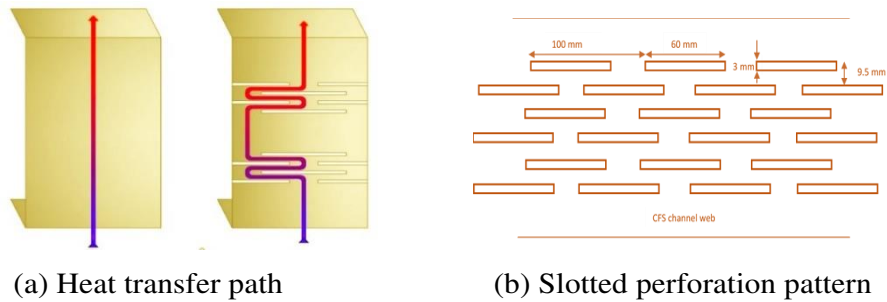 100 mm
60 mm
3 mm
9.5 mm
CFS channel web
(a) Heat transfer path
(b) Slotted perforation pattern